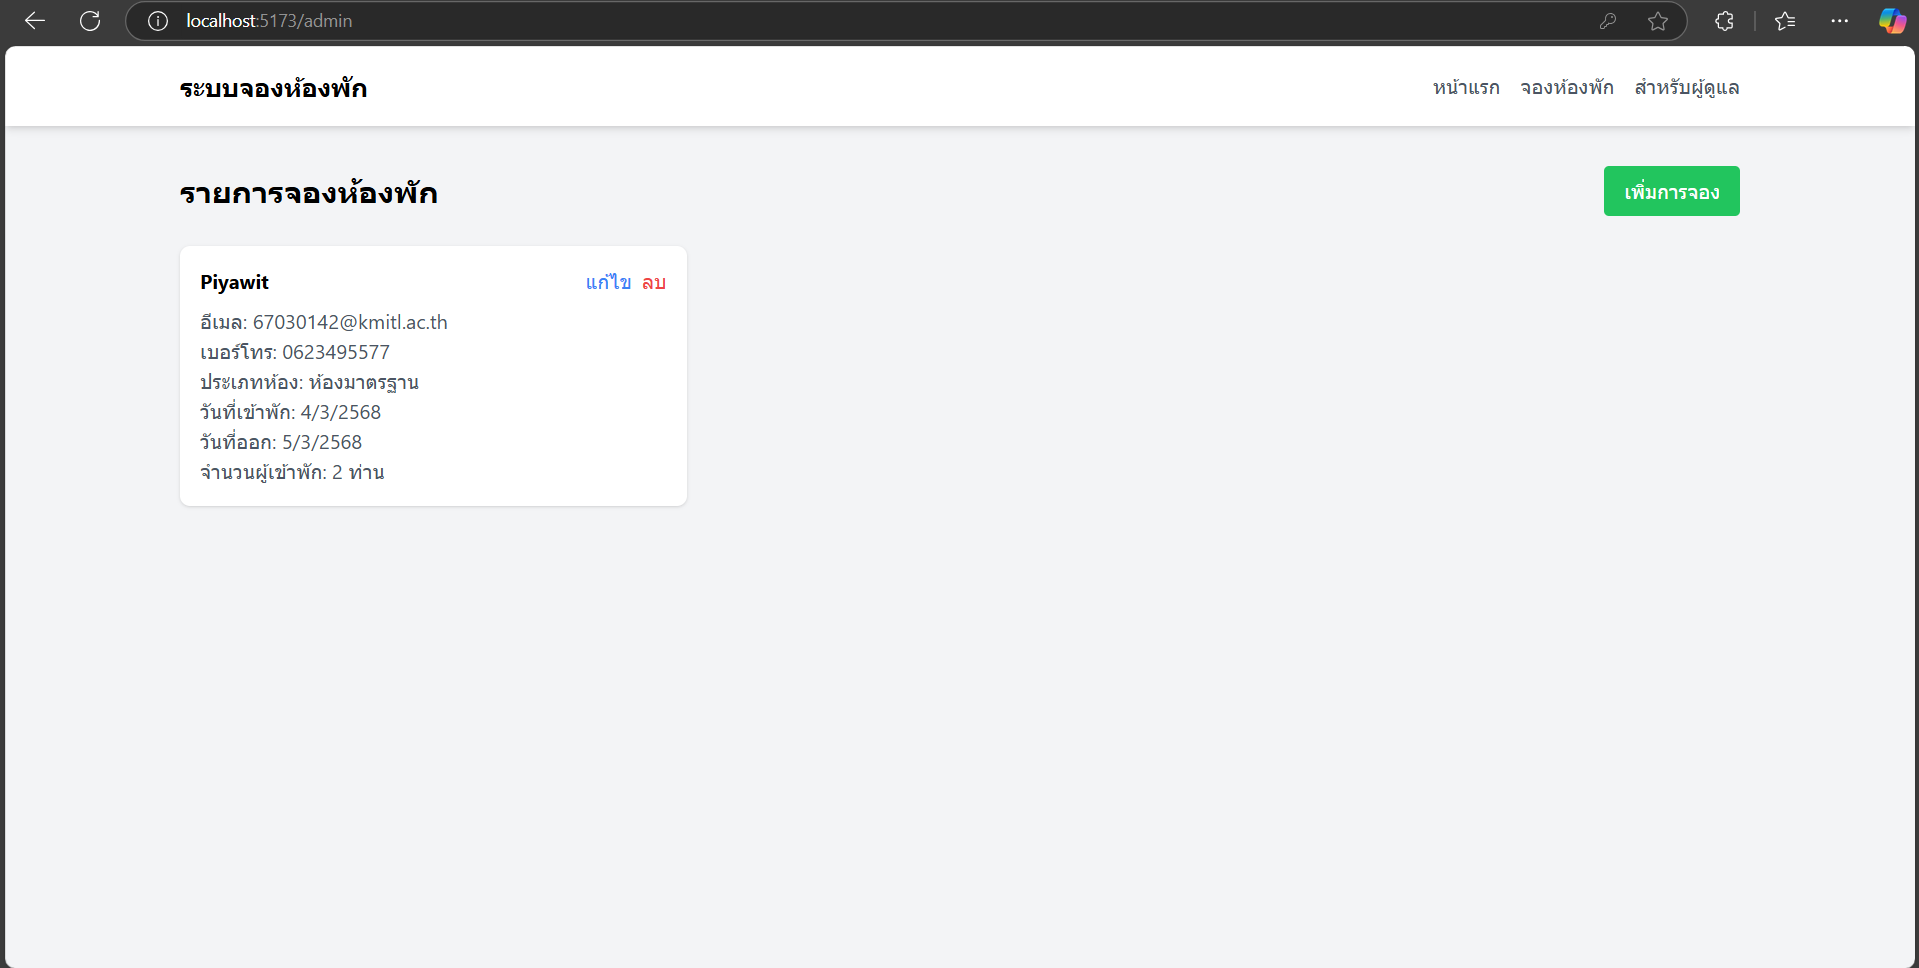 localhost:5173/admin
ระบบจองห้องพัก
หน้าแรก จองห้องพัก สำหรับผู้ดูแล
รายการจองห้องพัก
เพิ่มการจอง
Piyawit
แก้ไข ลบ
อีเมล: 67030142@kmitl.ac.th
เบอร์โทร: 0623495577
ประเภทห้อง: ห้องมาตรฐาน
วันที่เข้าพัก: 4/3/2568
วันที่ออก: 5/3/2568
จำนวนผู้เข้าพัก: 2 ท่าน